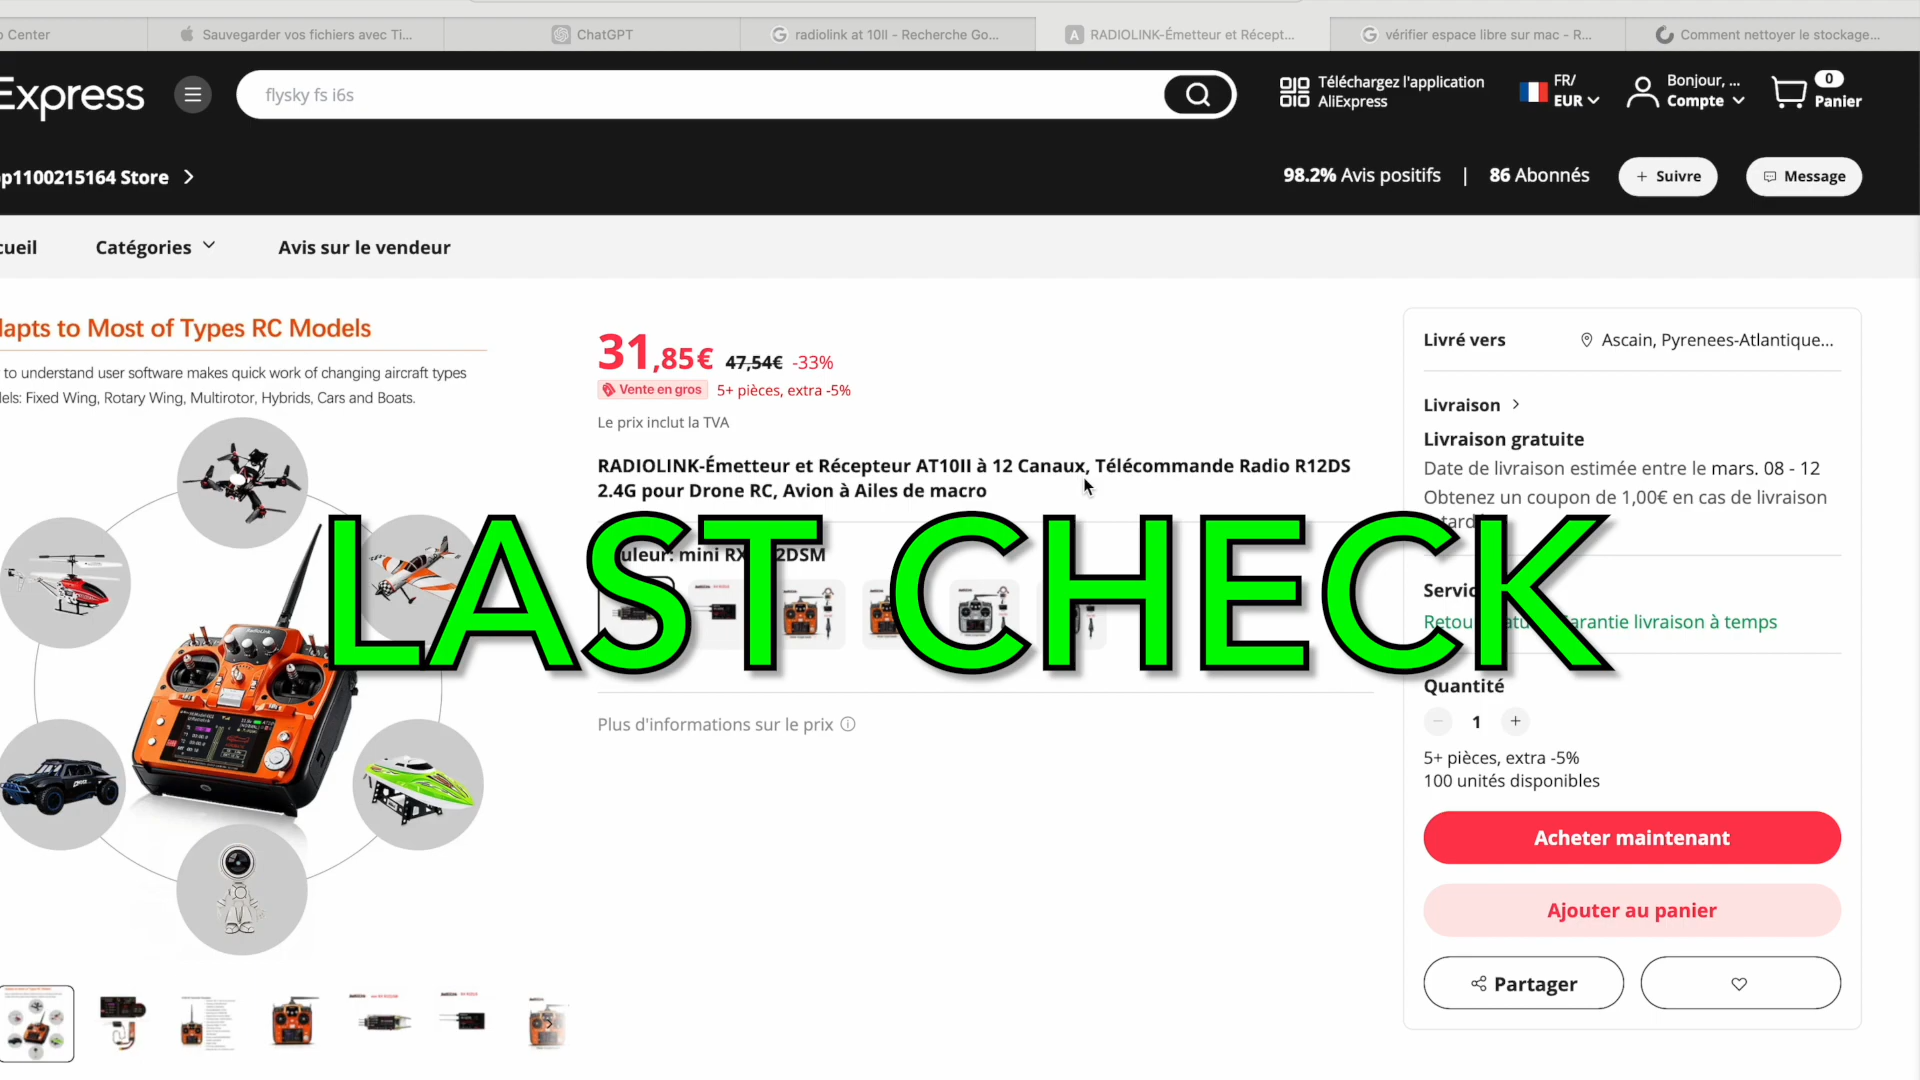 Center
Sauvegarder vos fichiers avec Ti...
ChatGPT
radiolink at 10II - Recherche Go...
RADIOLINK-Émetteur et Récept...
vérifier espace libre sur mac - R...
Comment nettoyer le stockage...
Express
flysky fs i6s
Téléchargez l'application
AliExpress
FR/
EUR
Bonjour, ...
Compte
0
Panier
p1100215164 Store
98.2% Avis positifs | 86 Abonnés
+ Suivre
Message
cueil
Catégories
Avis sur le vendeur
apts to Most of Types RC Models
to understand user software makes quick work of changing aircraft types
els: Fixed Wing, Rotary Wing, Multirotor, Hybrids, Cars and Boats.
31,85€ 47,54€ -33%
Vente en gros 5+ pièces, extra -5%
Le prix inclut la TVA
RADIOLINK-Émetteur et Récepteur AT10II à 12 Canaux, Télécommande Radio R12DS
2.4G pour Drone RC, Avion à Ailes de macro
uleur: mini RX 2DSM
LAST CHECK
Plus d'informations sur le prix
Livré vers
Ascain, Pyrenees-Atlantique...
Livraison
Livraison gratuite
Date de livraison estimée entre le mars. 08 - 12
Obtenez un coupon de 1,00€ en cas de livraison
tard
Servic
Retou atu arantie livraison à temps
Quantité
− 1 +
5+ pièces, extra -5%
100 unités disponibles
Acheter maintenant
Ajouter au panier
Partager